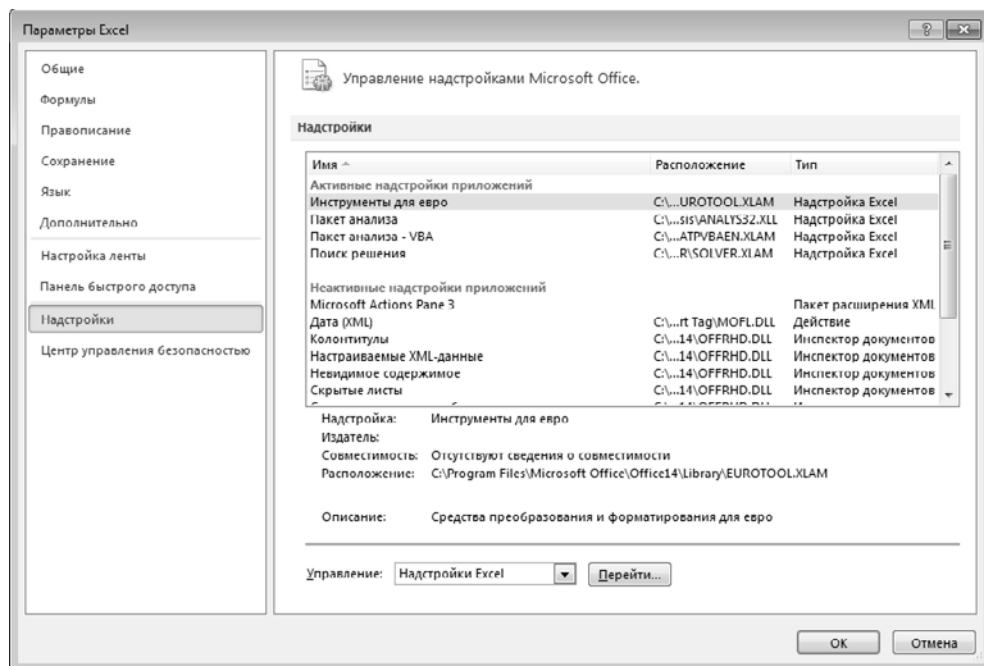 Параметры Excel
Общие
Формулы
Правописание
Сохранение
Язык
Дополнительно
Настройка ленты
Панель быстрого доступа
Надстройки
Центр управления безопасностью
Управление надстройками Microsoft Office.
Надстройки
Имя Расположение Тип
Активные надстройки приложений
Инструменты для евро C:\...UROTOOL.XLAM Надстройка Excel
Пакет анализа C:\...sis\ANALYS32.XLL Надстройка Excel
Пакет анализа - VBA C:\...ATPVBAEN.XLAM Надстройка Excel
Поиск решения C:\...R\SOLVER.XLAM Надстройка Excel
Неактивные надстройки приложений
Microsoft Actions Pane 3 Пакет расширения XML
Дата (XML) C:\...rt Tag\MOFL.DLL Действие
Колонтитулы C:\...14\OFFRHD.DLL Инспектор документов
Настраиваемые XML-данные C:\...14\OFFRHD.DLL Инспектор документов
Невидимое содержимое C:\...14\OFFRHD.DLL Инспектор документов
Скрытые листы C:\...14\OFFRHD.DLL Инспектор документов
Надстройка: Инструменты для евро
Издатель:
Совместимость: Отсутствуют сведения о совместимости
Расположение: C:\Program Files\Microsoft Office\Office14\Library\EUROTOOL.XLAM
Описание: Средства преобразования и форматирования для евро
Управление: Надстройки Excel Перейти...
ОК Отмена